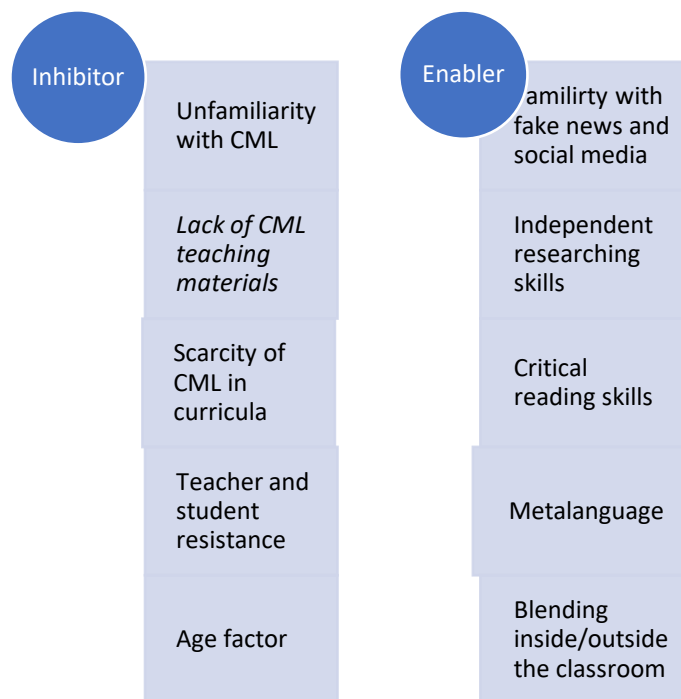 Inhibitor
Unfamiliarity
with CML
Lack of CML
teaching
materials
Scarcity of
CML in
curricula
Teacher and
student
resistance
Age factor
Enabler
amilirty with
fake news and
social media
Independent
researching
skills
Critical
reading skills
Metalanguage
Blending
inside/outside
the classroom